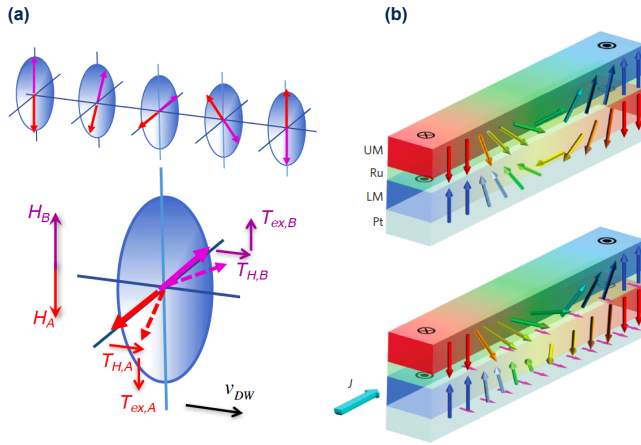 (a)
H_B
H_A
T_ex,B
T_H,B
T_H,A
T_ex,A
v_DW
(b)
UM
Ru
LM
Pt
J